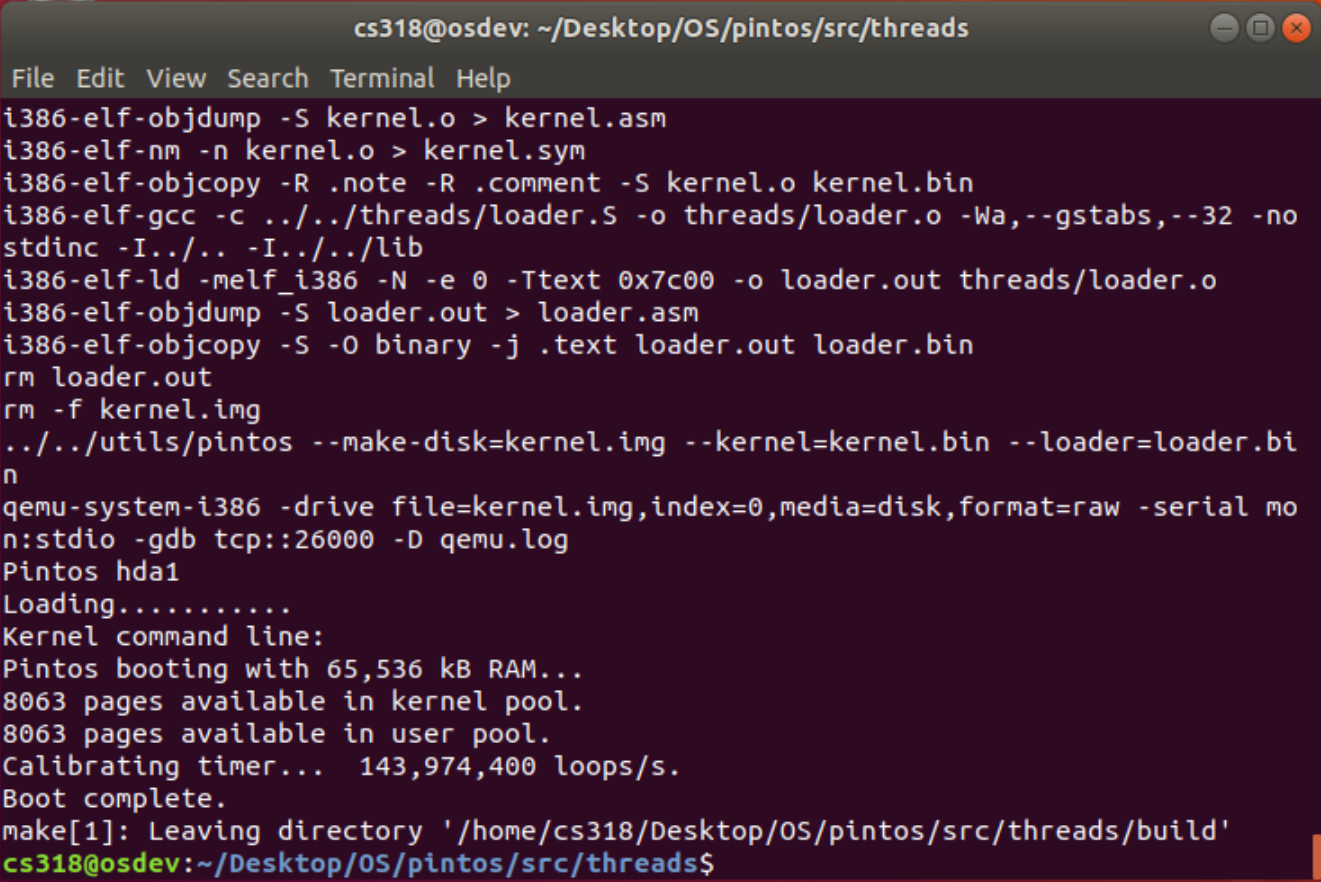 cs318@osdev: ~/Desktop/OS/pintos/src/threads
File Edit View Search Terminal Help
i386-elf-objdump -S kernel.o > kernel.asm
i386-elf-nm -n kernel.o > kernel.sym
i386-elf-objcopy -R .note -R .comment -S kernel.o kernel.bin
i386-elf-gcc -c ../../threads/loader.S -o threads/loader.o -Wa,--gstabs,--32 -no
stdinc -I../.. -I../../lib
i386-elf-ld -melf_i386 -N -e 0 -Ttext 0x7c00 -o loader.out threads/loader.o
i386-elf-objdump -S loader.out > loader.asm
i386-elf-objcopy -S -O binary -j .text loader.out loader.bin
rm loader.out
rm -f kernel.img
../../utils/pintos --make-disk=kernel.img --kernel=kernel.bin --loader=loader.bi
n
qemu-system-i386 -drive file=kernel.img,index=0,media=disk,format=raw -serial mo
n:stdio -gdb tcp::26000 -D qemu.log
Pintos hda1
Loading...........
Kernel command line:
Pintos booting with 65,536 kB RAM...
8063 pages available in kernel pool.
8063 pages available in user pool.
Calibrating timer...  143,974,400 loops/s.
Boot complete.
make[1]: Leaving directory '/home/cs318/Desktop/OS/pintos/src/threads/build'
cs318@osdev:~/Desktop/OS/pintos/src/threads$